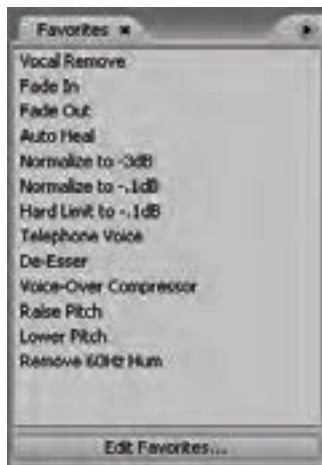 Favorites ×
Vocal Remove
Fade In
Fade Out
Auto Heal
Normalize to -3dB
Normalize to -.1dB
Hard Limit to -.1dB
Telephone Voice
De-Esser
Voice-Over Compressor
Raise Pitch
Lower Pitch
Remove 60Hz Hum
Edit Favorites...